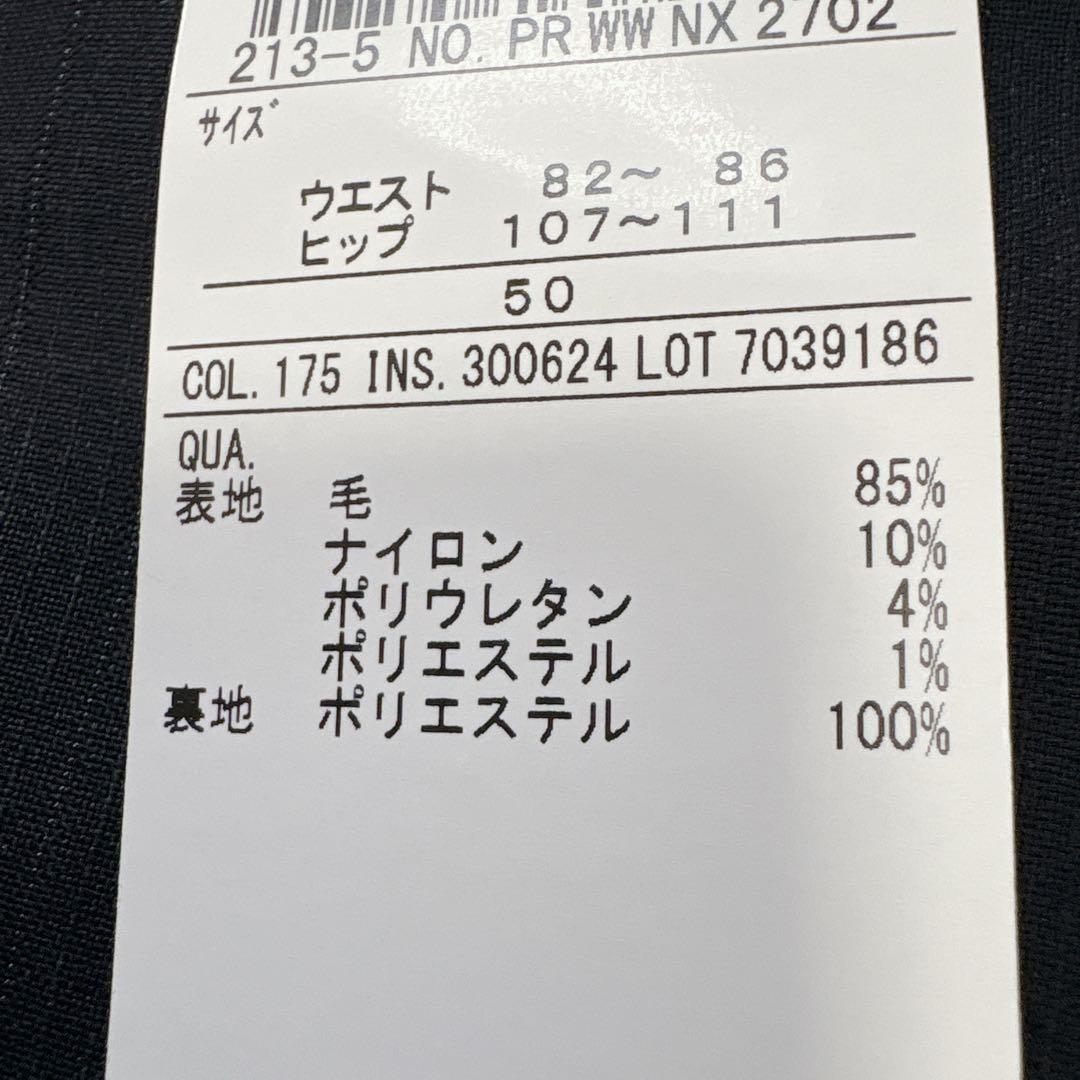 213-5 NO. PR WW NX 2702
サイズ
ウエスト 82～ 86
ヒップ 107～111
50
COL. 175 INS. 300624 LOT 7039186
QUA.
表地 毛 85%
ナイロン 10%
ポリウレタン 4%
ポリエステル 1%
裏地 ポリエステル 100%